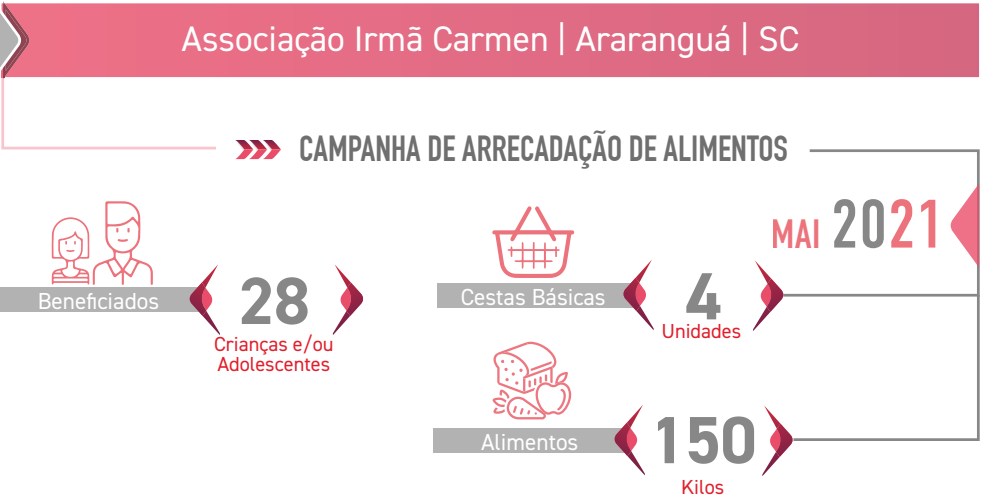 Associação Irmã Carmen | Araranguá | SC
CAMPANHA DE ARRECADAÇÃO DE ALIMENTOS
MAI 2021
Beneficiados
28
Crianças e/ou
Adolescentes
Cestas Básicas
4
Unidades
Alimentos
150
Kilos